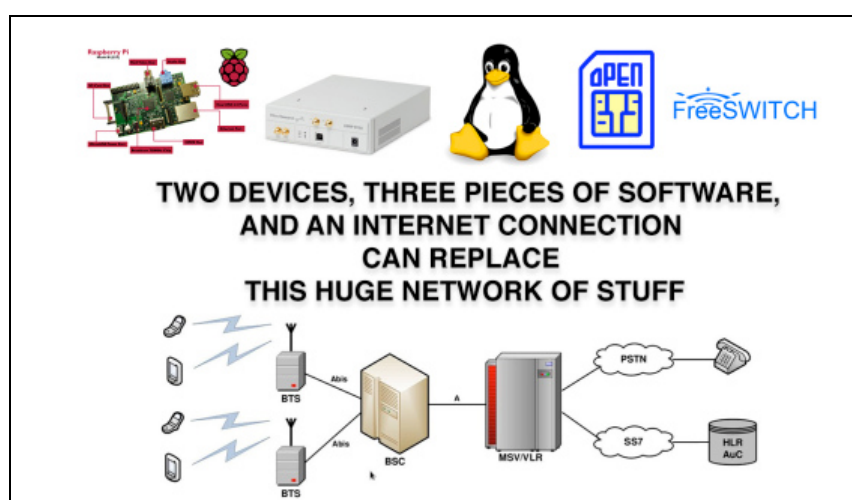 Raspberry Pi
OPEN
BTS
FreeSWITCH
TWO DEVICES, THREE PIECES OF SOFTWARE,
AND AN INTERNET CONNECTION
CAN REPLACE
THIS HUGE NETWORK OF STUFF
PSTN
Abis
BTS
A
Abis
BSC
MSV/VLR
SS7
HLR
AuC
BTS